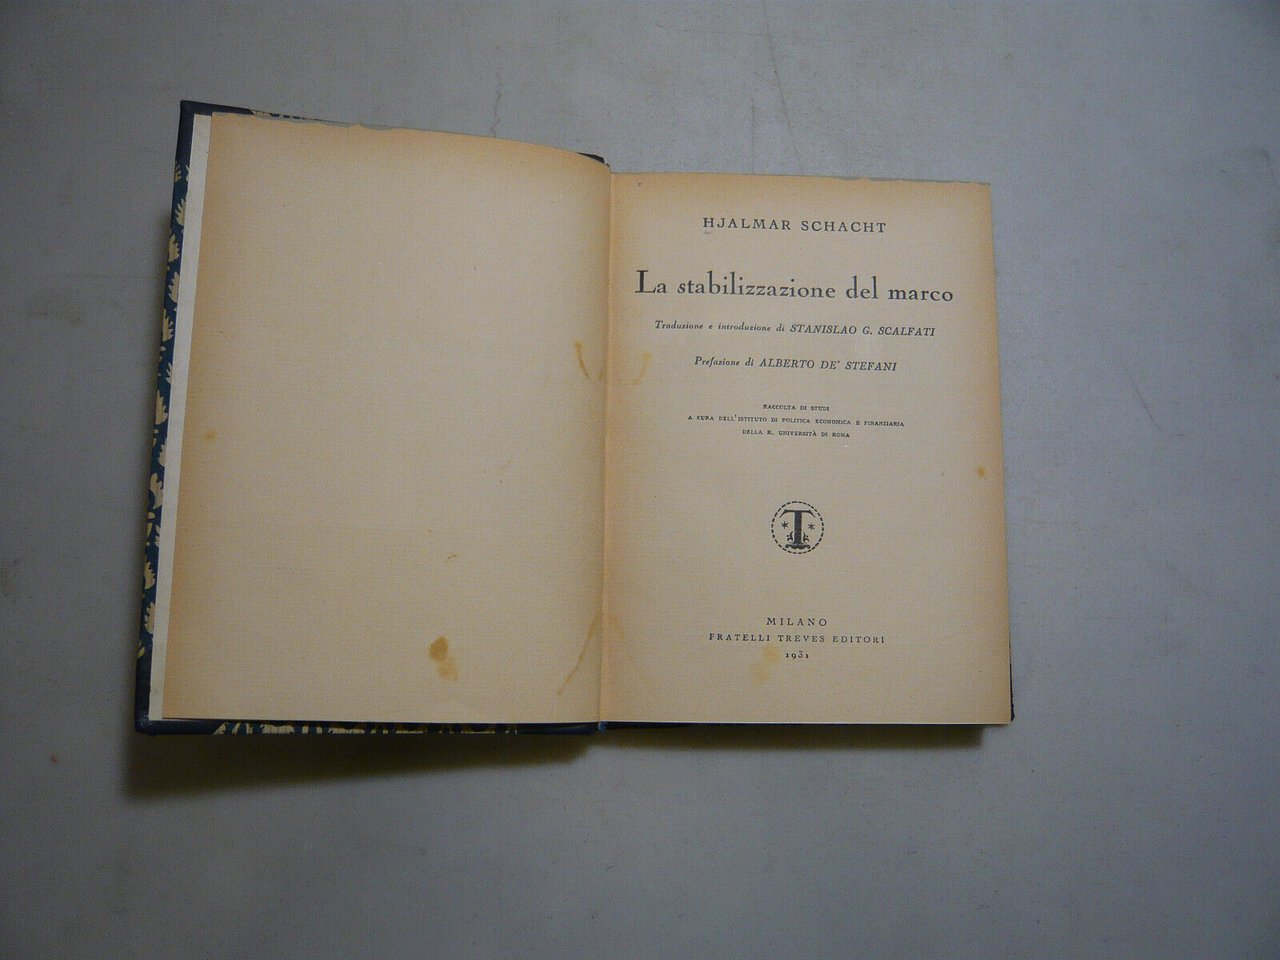 HJALMAR SCHACHT
La stabilizzazione del marco
Traduzione e introduzione di STANISLAO G. SCALFATI
Prefazione di ALBERTO DE' STEFANI
RACCOLTA DI STUDI
A CURA DELL'ISTITUTO DI POLITICA ECONOMICA E FINANZIARIA
DELLA R. UNIVERSITÀ DI ROMA
T
MILANO
FRATELLI TREVES EDITORI
1931